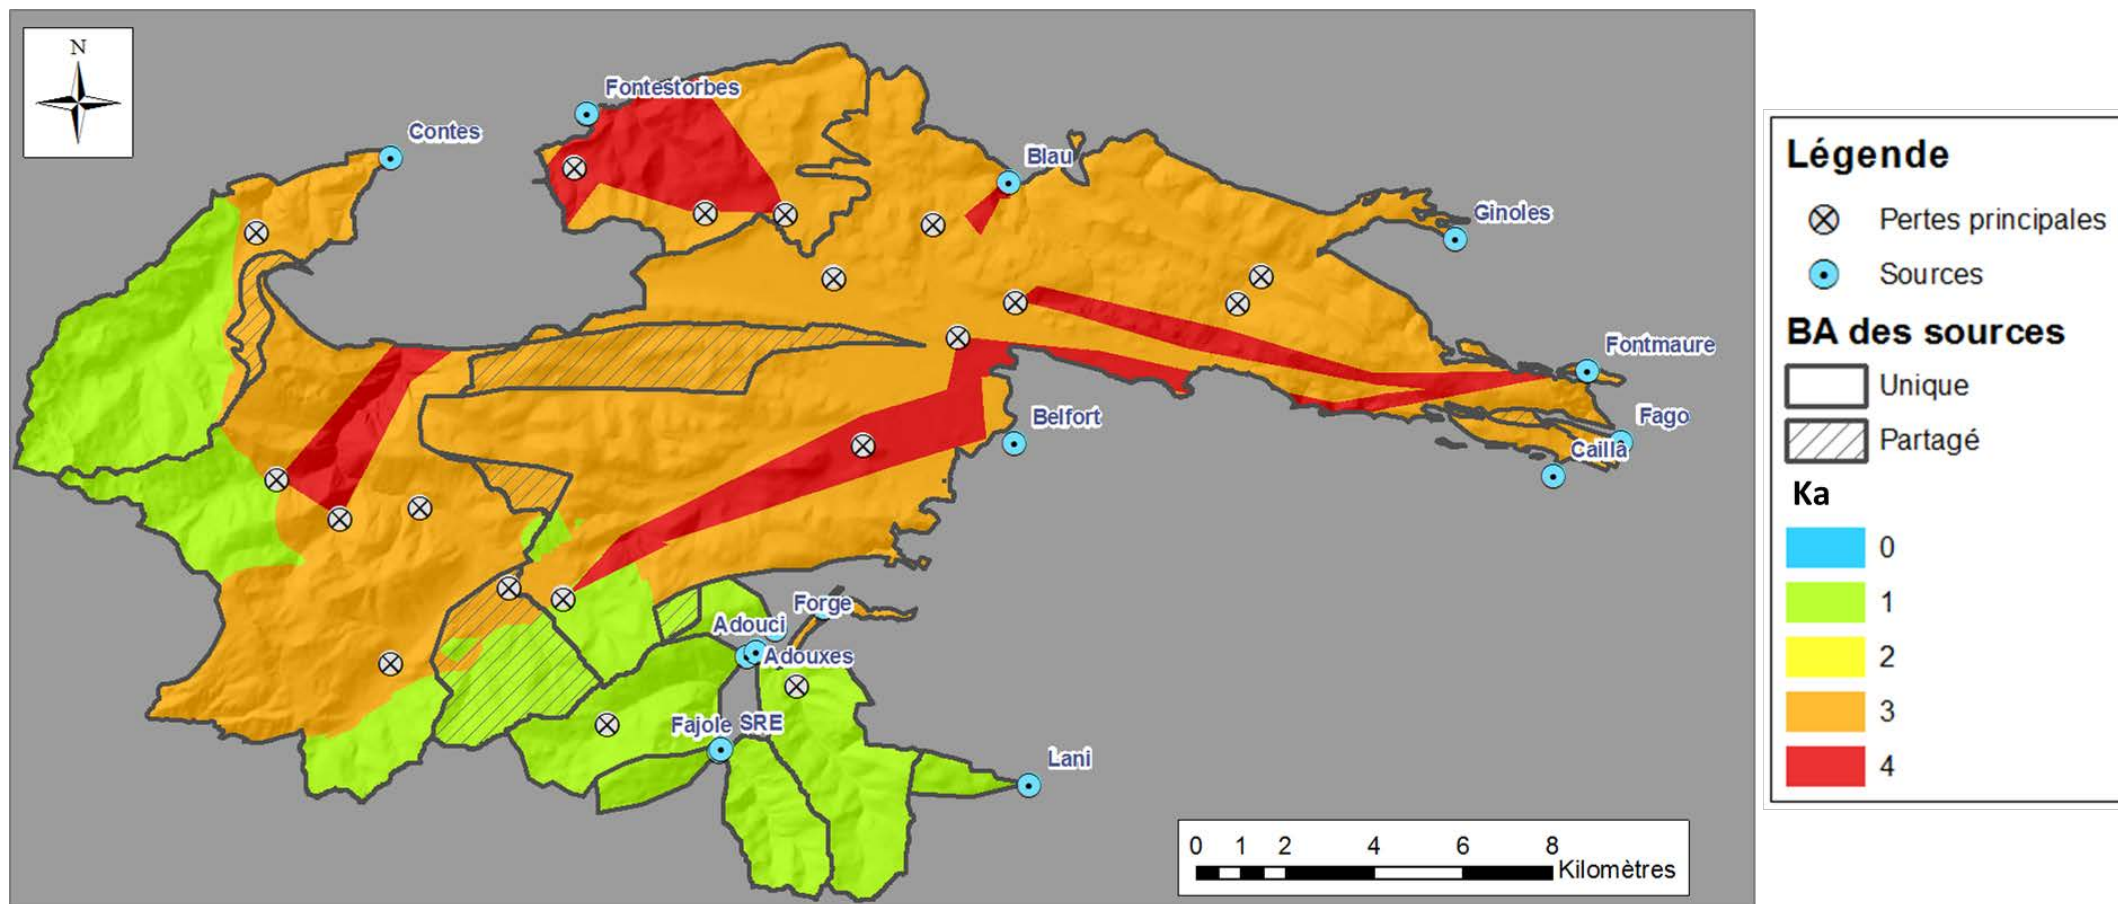 N
Fontestorbes
Contes
Blau
Ginoles
Fontmaure
Belfort
Fago
Caillâ
Forge
Adouci
Adouxes
Fajole SRE
Lani
0 1 2 4 6 8
Kilomètres
Légende
Pertes principales
Sources
BA des sources
Unique
Partagé
Ka
0
1
2
3
4